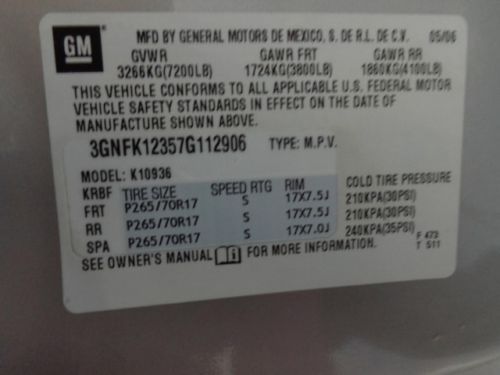 GM
MFD BY GENERAL MOTORS DE MEXICO, S. DE R.L. DE C.V. 05/06
GVWR GAWR FRT GAWR RR
3266KG(7200LB) 1724KG(3800LB) 1860KG(4100LB)
THIS VEHICLE CONFORMS TO ALL APPLICABLE U.S. FEDERAL MOTOR
VEHICLE SAFETY STANDARDS IN EFFECT ON THE DATE OF
MANUFACTURE SHOWN ABOVE.
3GNFK12357G112906 TYPE: M.P.V.
MODEL: K10936
KRBF TIRE SIZE SPEED RTG RIM COLD TIRE PRESSURE
FRT P265/70R17 S 17X7.5J 210KPA(30PSI)
RR P265/70R17 S 17X7.5J 210KPA(30PSI)
SPA P265/70R17 S 17X7.0J 240KPA(35PSI) F 473
SEE OWNER'S MANUAL FOR MORE INFORMATION. T 511